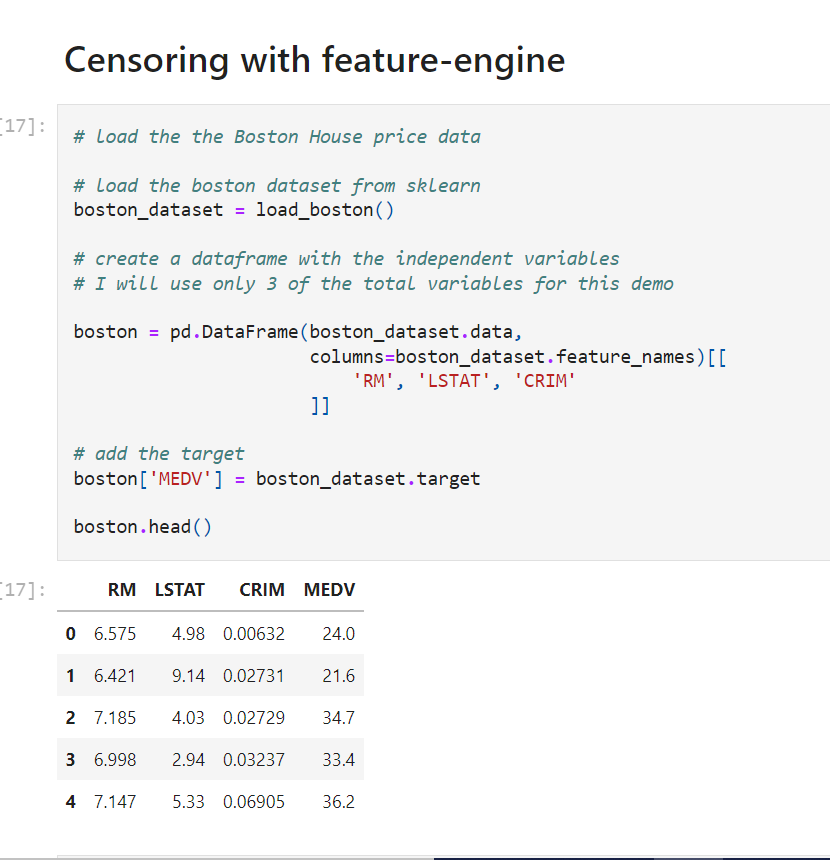 Censoring with feature-engine
[17]:
# load the the Boston House price data
# load the boston dataset from sklearn
boston_dataset = load_boston()
# create a dataframe with the independent variables
# I will use only 3 of the total variables for this demo
boston = pd.DataFrame(boston_dataset.data,
columns=boston_dataset.feature_names)[[
'RM', 'LSTAT', 'CRIM'
]]
# add the target
boston['MEDV'] = boston_dataset.target
boston.head()
[17]:
RM LSTAT CRIM MEDV
0 6.575 4.98 0.00632 24.0
1 6.421 9.14 0.02731 21.6
2 7.185 4.03 0.02729 34.7
3 6.998 2.94 0.03237 33.4
4 7.147 5.33 0.06905 36.2